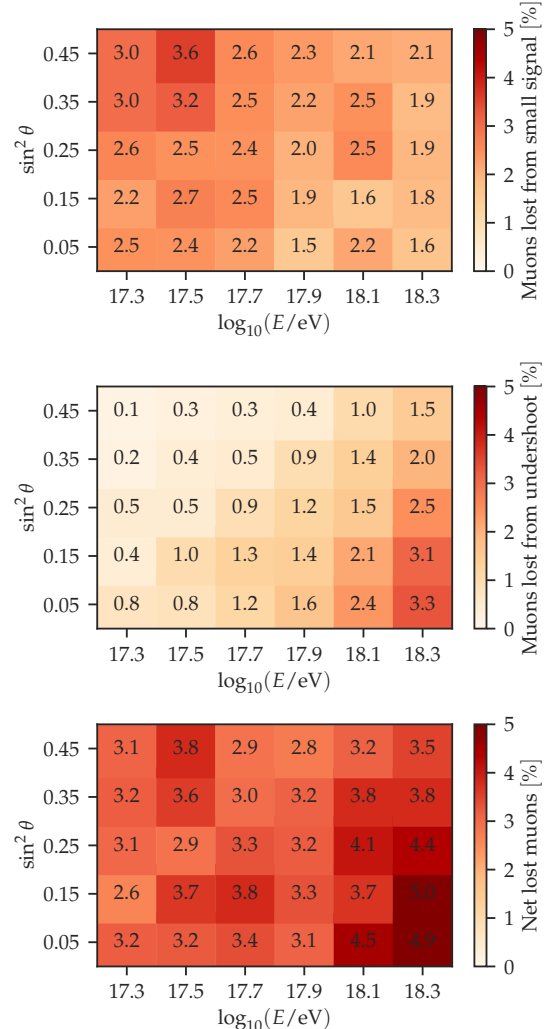 0.45 3.0 3.6 2.6 2.3 2.1 2.1
0.35 3.0 3.2 2.5 2.2 2.5 1.9
0.25 2.6 2.5 2.4 2.0 2.5 1.9
0.15 2.2 2.7 2.5 1.9 1.6 1.8
0.05 2.5 2.4 2.2 1.5 2.2 1.6
17.3 17.5 17.7 17.9 18.1 18.3
log₁₀(E/eV)
sin² θ
5
4
3
2
1
0
Muons lost from small signal [%]
0.45 0.1 0.3 0.3 0.4 1.0 1.5
0.35 0.2 0.4 0.5 0.9 1.4 2.0
0.25 0.5 0.5 0.9 1.2 1.5 2.5
0.15 0.4 1.0 1.3 1.4 2.1 3.1
0.05 0.8 0.8 1.2 1.6 2.4 3.3
17.3 17.5 17.7 17.9 18.1 18.3
log₁₀(E/eV)
sin² θ
5
4
3
2
1
0
Muons lost from undershoot [%]
0.45 3.1 3.8 2.9 2.8 3.2 3.5
0.35 3.2 3.6 3.0 3.2 3.8 3.8
0.25 3.1 2.9 3.3 3.2 4.1 4.4
0.15 2.6 3.7 3.8 3.3 3.7 5.0
0.05 3.2 3.2 3.4 3.1 4.5 4.9
17.3 17.5 17.7 17.9 18.1 18.3
log₁₀(E/eV)
sin² θ
5
4
3
2
1
0
Net lost muons [%]